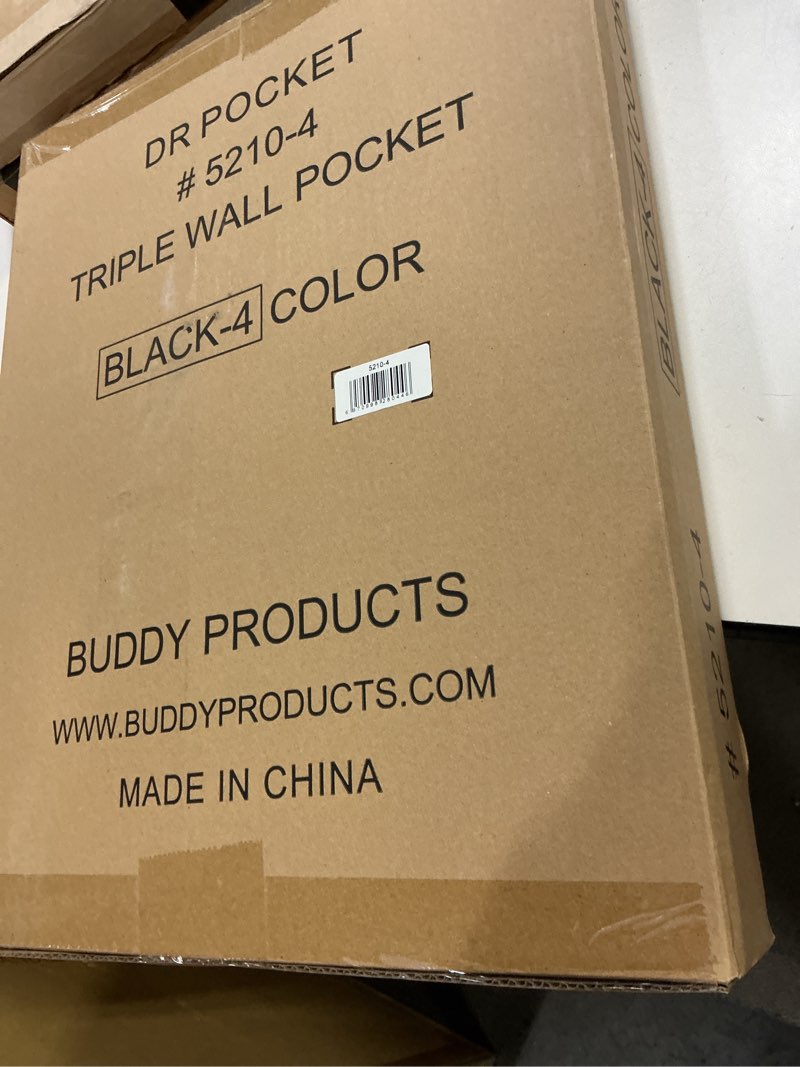 DR POCKET
# 5210-4
TRIPLE WALL POCKET
BLACK-4 COLOR
5210-4
BUDDY PRODUCTS
WWW.BUDDYPRODUCTS.COM
MADE IN CHINA
BLACK-4 COLOR
# 5210-4